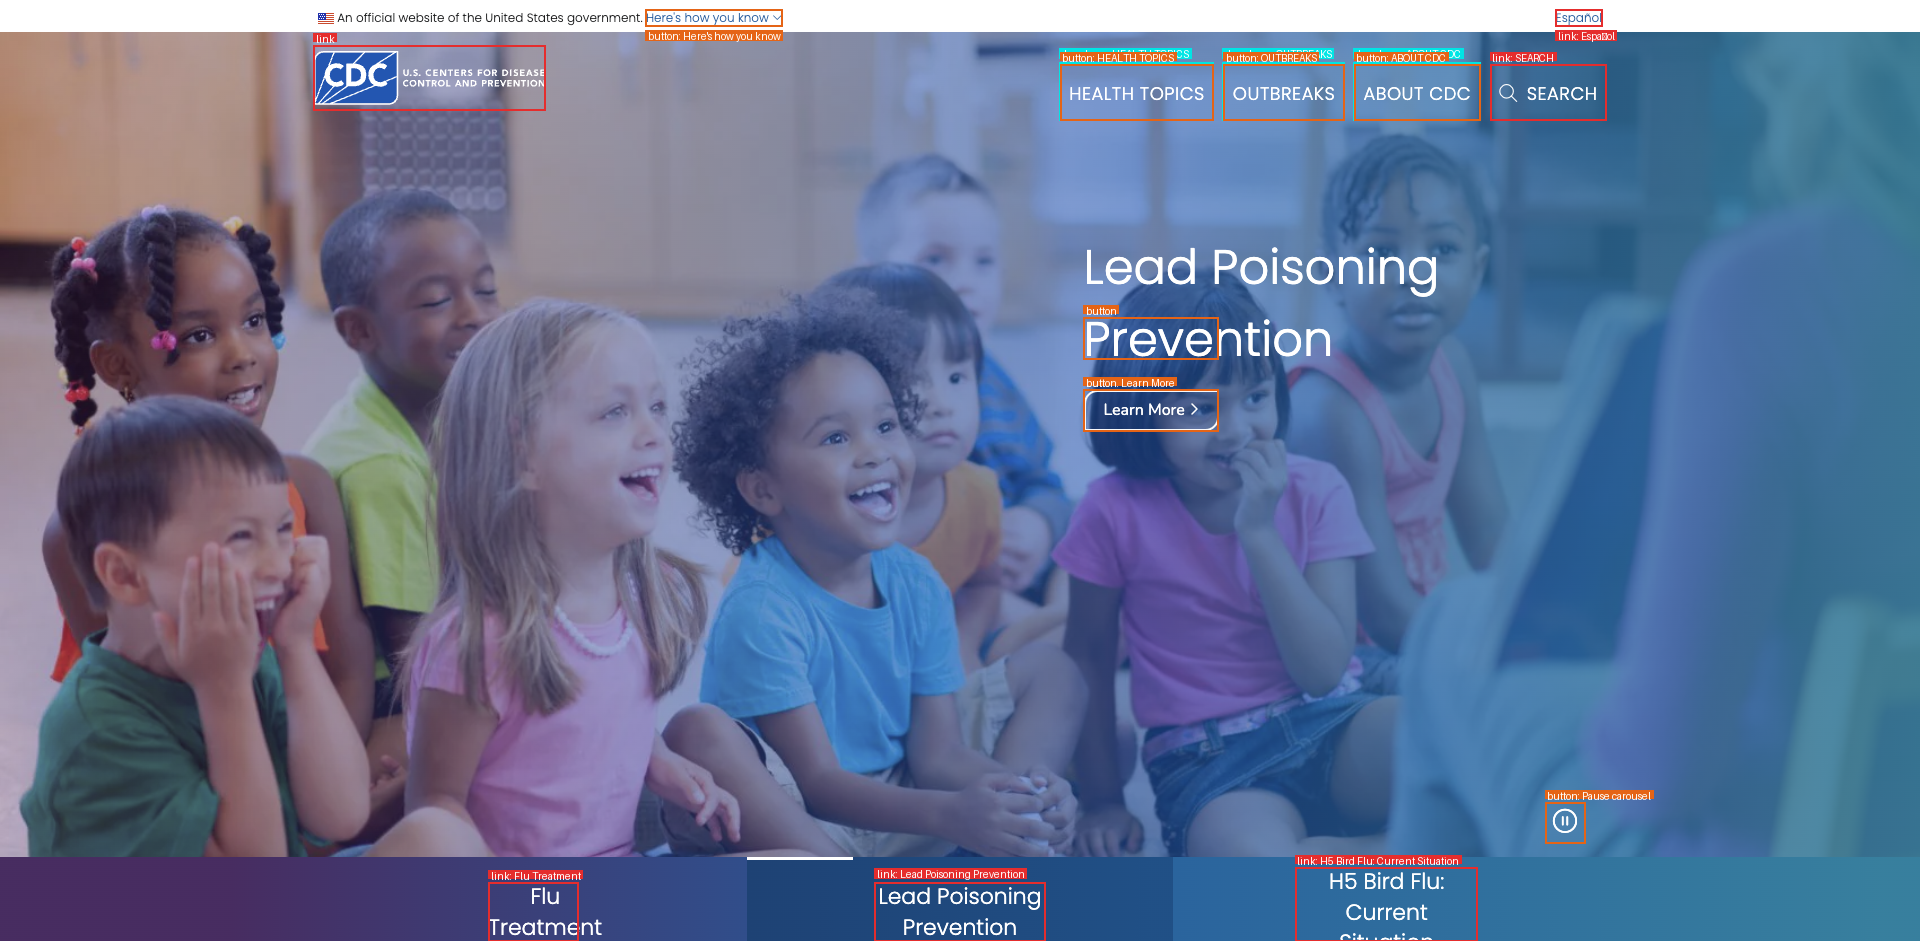 An official website of the United States government. Here's how you know
Español
link: Español
button: Here's how you know
link
CDC
U.S. CENTERS FOR DISEASE
CONTROL AND PREVENTION
button: HEALTH TOPICS
button: OUTBREAKS
button: ABOUT CDC
link: SEARCH
HEALTH TOPICS
OUTBREAKS
ABOUT CDC
SEARCH
Lead Poisoning
button
Prevention
button: Learn More
Learn More
button: Pause carousel
link: Flu Treatment
Flu
Treatment
link: Lead Poisoning Prevention
Lead Poisoning
Prevention
link: H5 Bird Flu: Current Situation
H5 Bird Flu:
Current
Situation